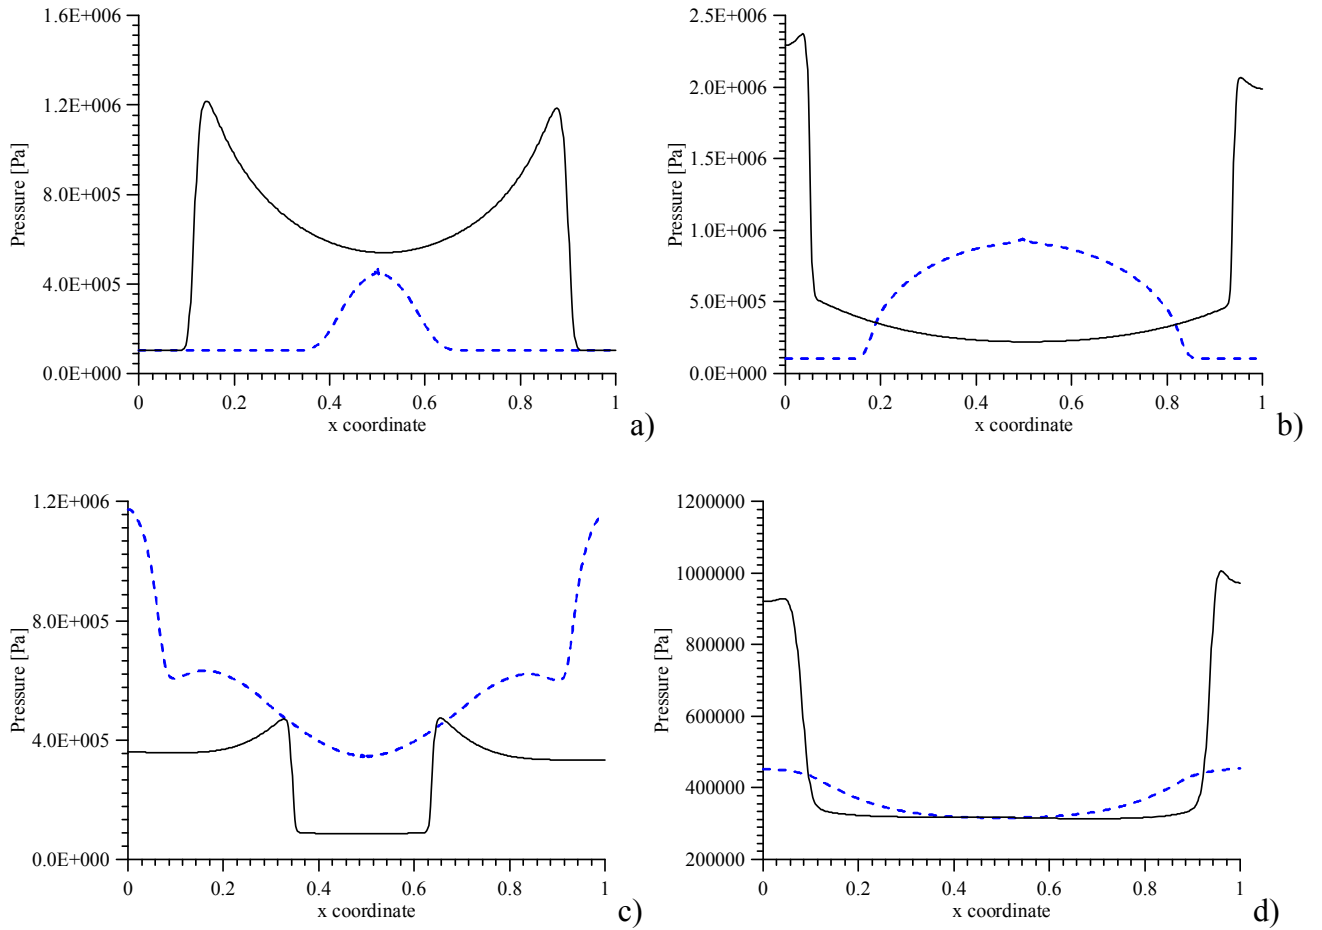 1.6E+006
1.2E+006
8.0E+005
4.0E+005
0.0E+000
Pressure [Pa]
0 0.2 0.4 0.6 0.8 1
x coordinate
a)
2.5E+006
2.0E+006
1.5E+006
1.0E+006
5.0E+005
0.0E+000
Pressure [Pa]
0 0.2 0.4 0.6 0.8 1
x coordinate
b)
1.2E+006
8.0E+005
4.0E+005
0.0E+000
Pressure [Pa]
0 0.2 0.4 0.6 0.8 1
x coordinate
c)
1200000
1000000
800000
600000
400000
200000
Pressure [Pa]
0 0.2 0.4 0.6 0.8 1
x coordinate
d)